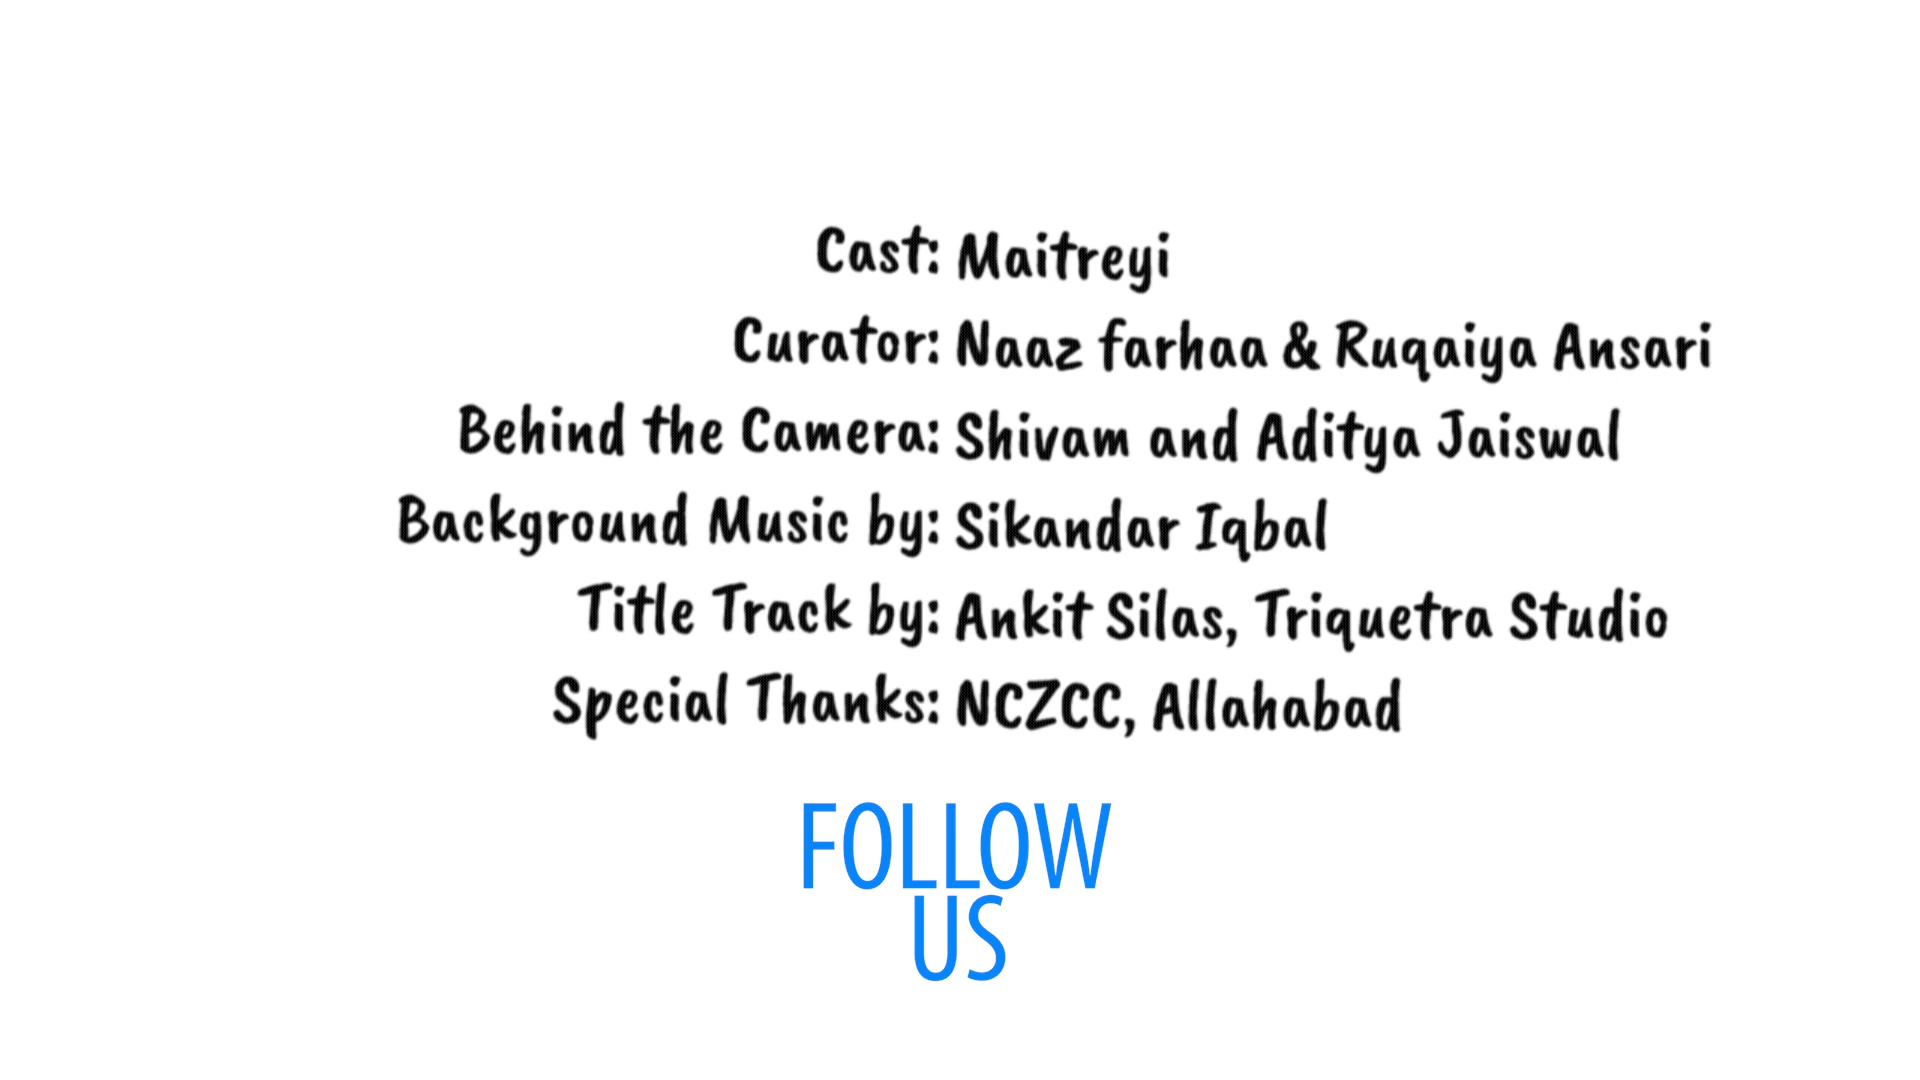 Cast: Maitreyi
Curator: Naaz farhaa & Ruqaiya Ansari
Behind the Camera: Shivam and Aditya Jaiswal
Background Music by: Sikandar Iqbal
Title Track by: Ankit Silas, Triquetra Studio
Special Thanks: NCZCC, Allahabad
FOLLOW
US